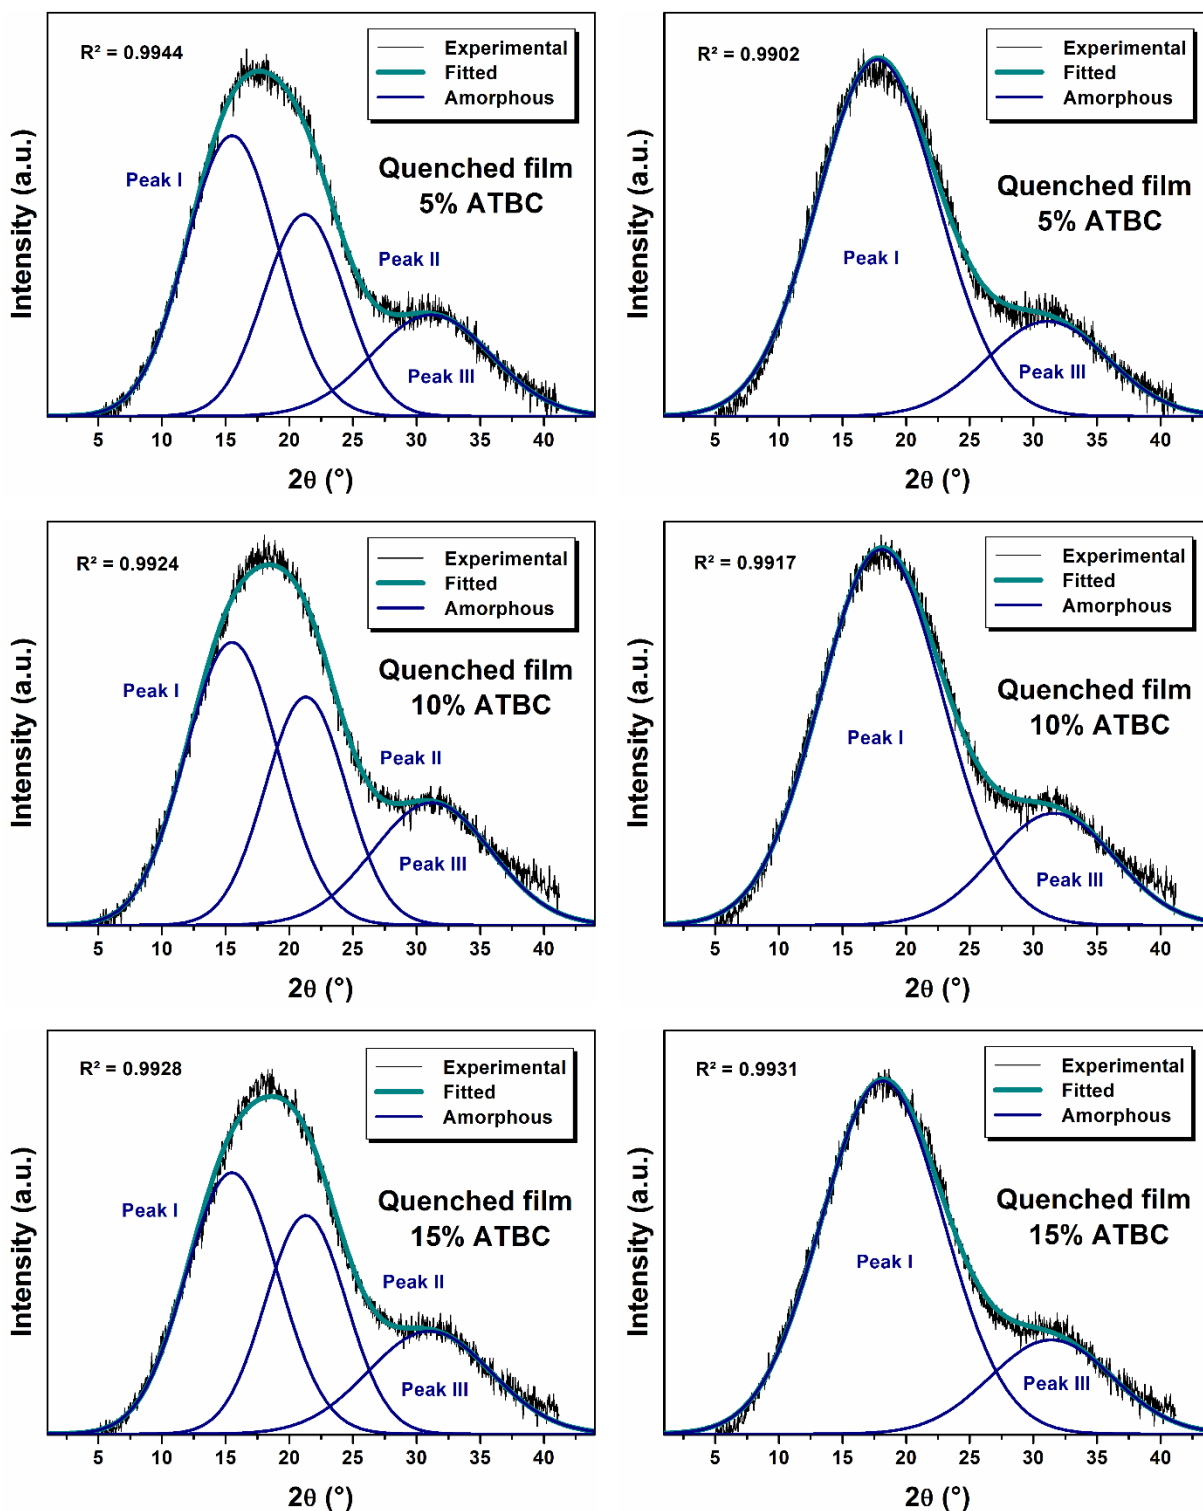 R² = 0.9944
Experimental
Fitted
Amorphous
Peak I
Quenched film
5% ATBC
Peak II
Peak III
Intensity (a.u.)
5 10 15 20 25 30 35 40
2θ (°)
R² = 0.9902
Experimental
Fitted
Amorphous
Quenched film
5% ATBC
Peak I
Peak III
Intensity (a.u.)
5 10 15 20 25 30 35 40
2θ (°)
R² = 0.9924
Experimental
Fitted
Amorphous
Peak I
Quenched film
10% ATBC
Peak II
Peak III
Intensity (a.u.)
5 10 15 20 25 30 35 40
2θ (°)
R² = 0.9917
Experimental
Fitted
Amorphous
Quenched film
10% ATBC
Peak I
Peak III
Intensity (a.u.)
5 10 15 20 25 30 35 40
2θ (°)
R² = 0.9928
Experimental
Fitted
Amorphous
Peak I
Quenched film
15% ATBC
Peak II
Peak III
Intensity (a.u.)
5 10 15 20 25 30 35 40
2θ (°)
R² = 0.9931
Experimental
Fitted
Amorphous
Quenched film
15% ATBC
Peak I
Peak III
Intensity (a.u.)
5 10 15 20 25 30 35 40
2θ (°)